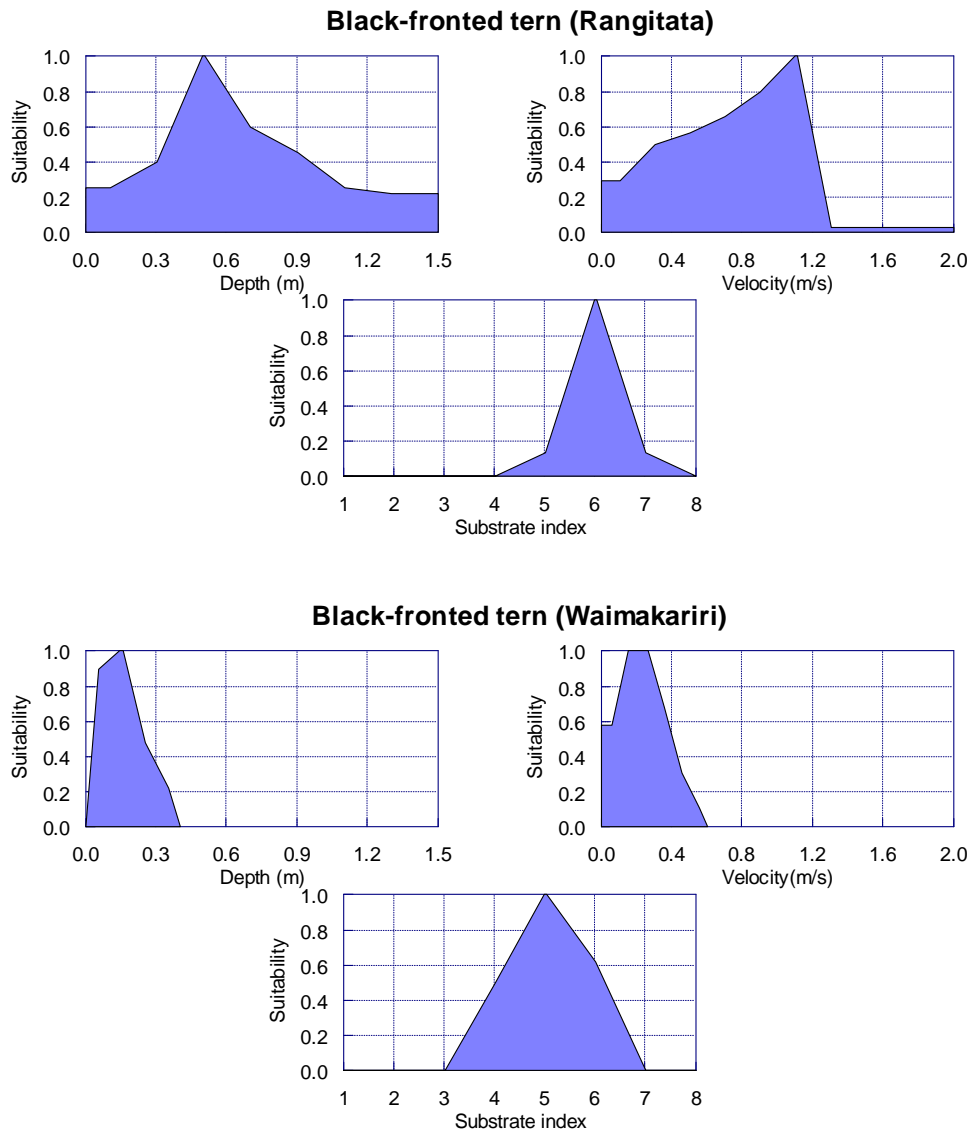 Black-fronted tern (Rangitata)
Suitability
1.0
0.8
0.6
0.4
0.2
0.0
0.0 0.3 0.6 0.9 1.2 1.5
Depth (m)
Suitability
1.0
0.8
0.6
0.4
0.2
0.0
0.0 0.4 0.8 1.2 1.6 2.0
Velocity(m/s)
Suitability
1.0
0.8
0.6
0.4
0.2
0.0
1 2 3 4 5 6 7 8
Substrate index
Black-fronted tern (Waimakariri)
Suitability
1.0
0.8
0.6
0.4
0.2
0.0
0.0 0.3 0.6 0.9 1.2 1.5
Depth (m)
Suitability
1.0
0.8
0.6
0.4
0.2
0.0
0.0 0.4 0.8 1.2 1.6 2.0
Velocity(m/s)
Suitability
1.0
0.8
0.6
0.4
0.2
0.0
1 2 3 4 5 6 7 8
Substrate index